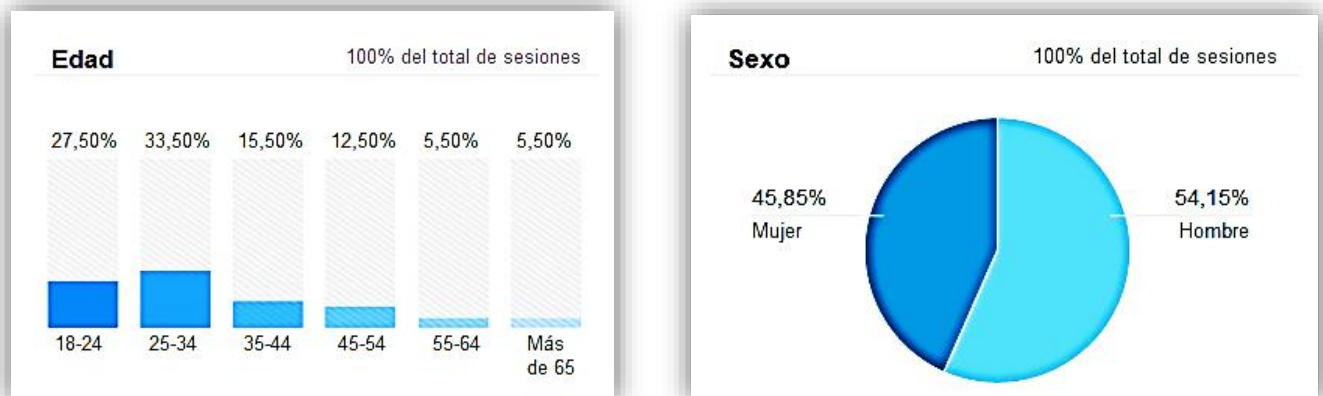 Edad 100% del total de sesiones
27,50% 33,50% 15,50% 12,50% 5,50% 5,50%
18-24 25-34 35-44 45-54 55-64 Más
de 65
Sexo 100% del total de sesiones
45,85%
Mujer
54,15%
Hombre